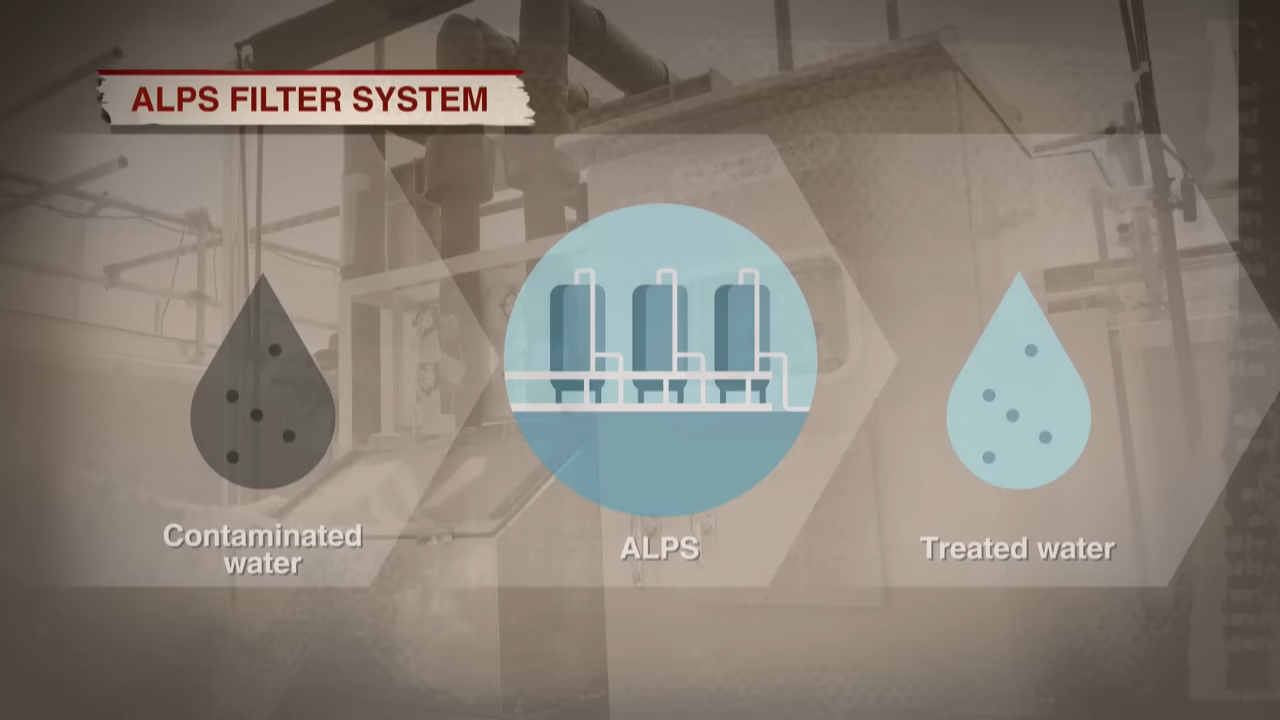 ALPS FILTER SYSTEM
Contaminated
water
ALPS
Treated water